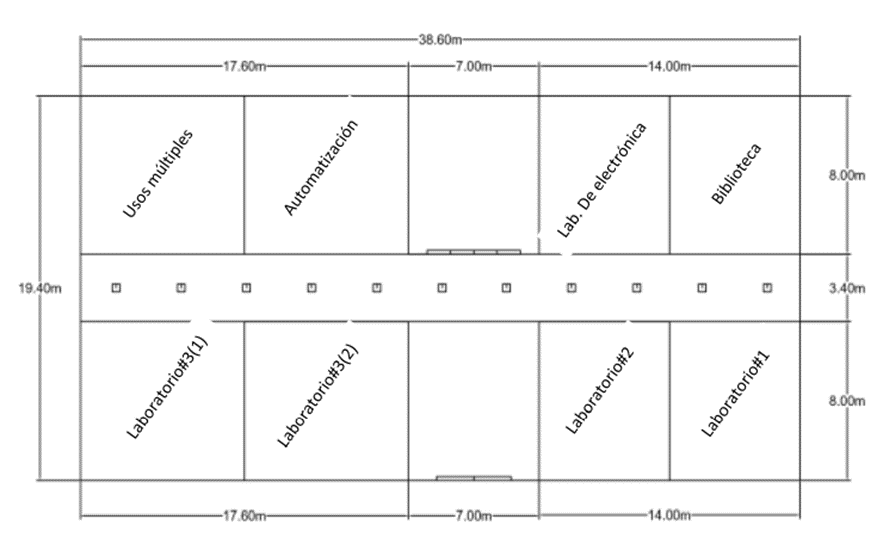 38.60m
17.60m
7.00m
14.00m
Usos múltiples
Automatización
Lab. De electrónica
Biblioteca
8.00m
19.40m
3.40m
Laboratorio#3(1)
Laboratorio#3(2)
Laboratorio#2
Laboratorio#1
8.00m
17.60m
7.00m
14.00m